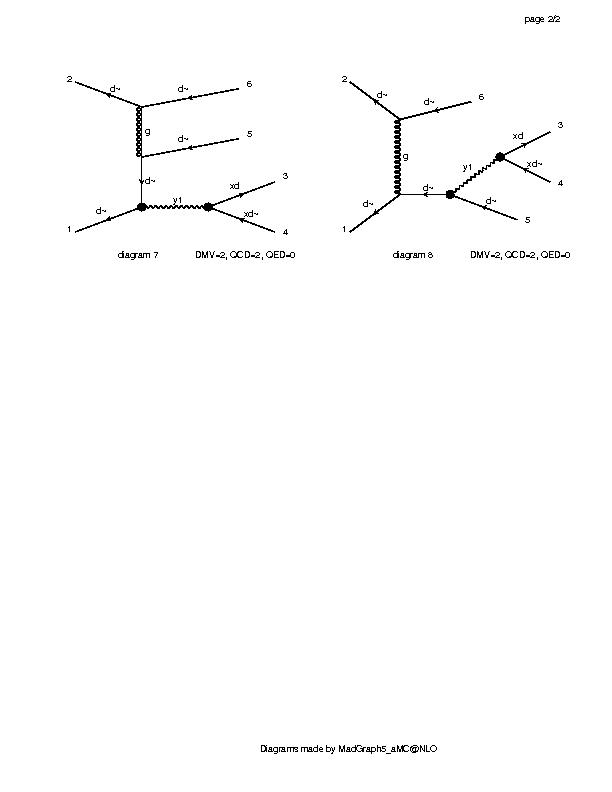 page 2/2
2
d~
d~
6
g
d~
5
d~
xd
3
y1
d~
xd~
1
4
diagram 7 DMV=2, QCD=2, QED=0
2
d~
d~
6
xd
3
g
y1
xd~
4
d~
d~
d~
5
1
diagram 8 DMV=2, QCD=2, QED=0
Diagrams made by MadGraph5_aMC@NLO